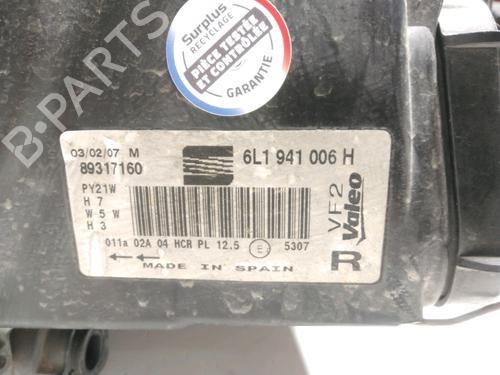 Surplus
RECYCLAGE
PIÈCE TESTÉE
ET CONTRÔLÉE
GARANTIE
B-PARTS
03/02/07 M
89317160
6L1 941 006 H
PY21W
H 7
W 5 W
H 3
011a 02A 04 HCR PL 12.5
E
5307
MADE IN SPAIN
VF2
Valeo
R